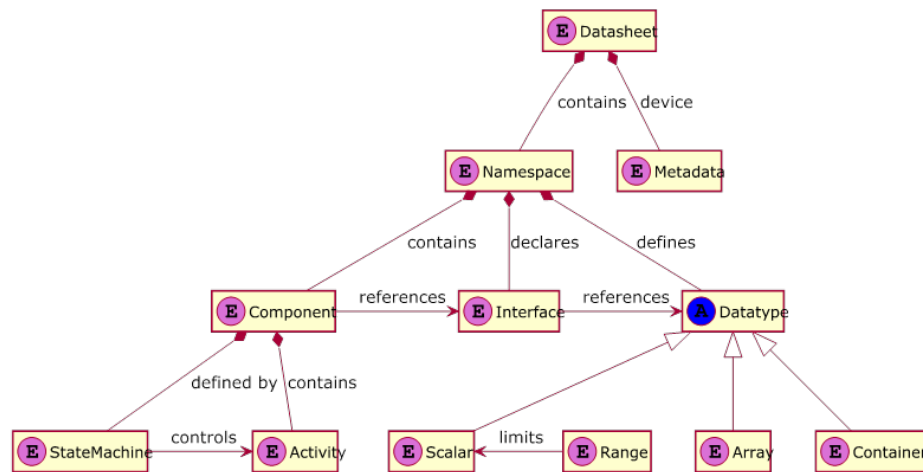 E Datasheet
contains device
E Namespace
E Metadata
contains declares defines
E Component references E Interface references A Datatype
defined by contains
E StateMachine controls E Activity
E Scalar limits E Range
E Array
E Container